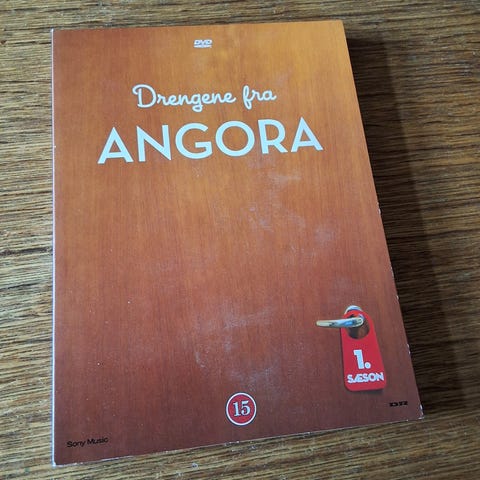 DVD
Drengene fra
ANGORA
1.
SÆSON
15
DR
Sony Music